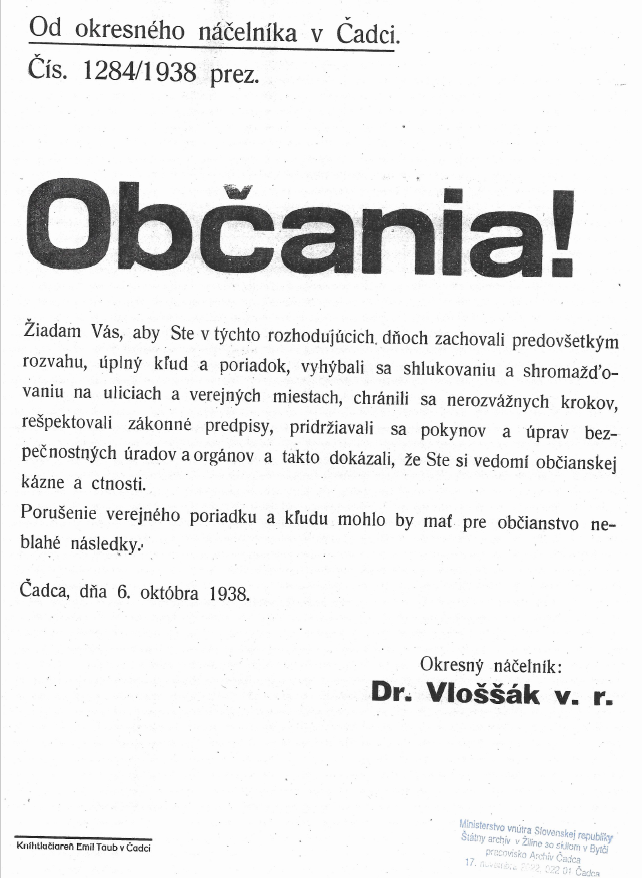 Od okresného náčelníka v Čadci.
Čís. 1284/1938 prez.
Občania!
Žiadam Vás, aby Ste v týchto rozhodujúcich dňoch zachovali predovšetkým
rozvahu, úplný kľud a poriadok, vyhýbali sa shlukovaniu a shromažďo-
vaniu na uliciach a verejných miestach, chránili sa nerozvážnych krokov,
rešpektovali zákonné predpisy, pridržiavali sa pokynov a úprav bez-
pečnostných úradov a orgánov a takto dokázali, že Ste si vedomí občianskej
kázne a ctnosti.
Porušenie verejného poriadku a kľudu mohlo by mať pre občianstvo ne-
blahé následky.
Čadca, dňa 6. októbra 1938.
Okresný náčelník:
Dr. Vloššák v. r.
Knihtlačiareň Emil Taub v Čadci
Ministerstvo vnútra Slovenskej republiky
Štátny archív v Žiline so sídlom v Bytči
pracovisko Archív Čadca
17. novembra 022 01 Čadca